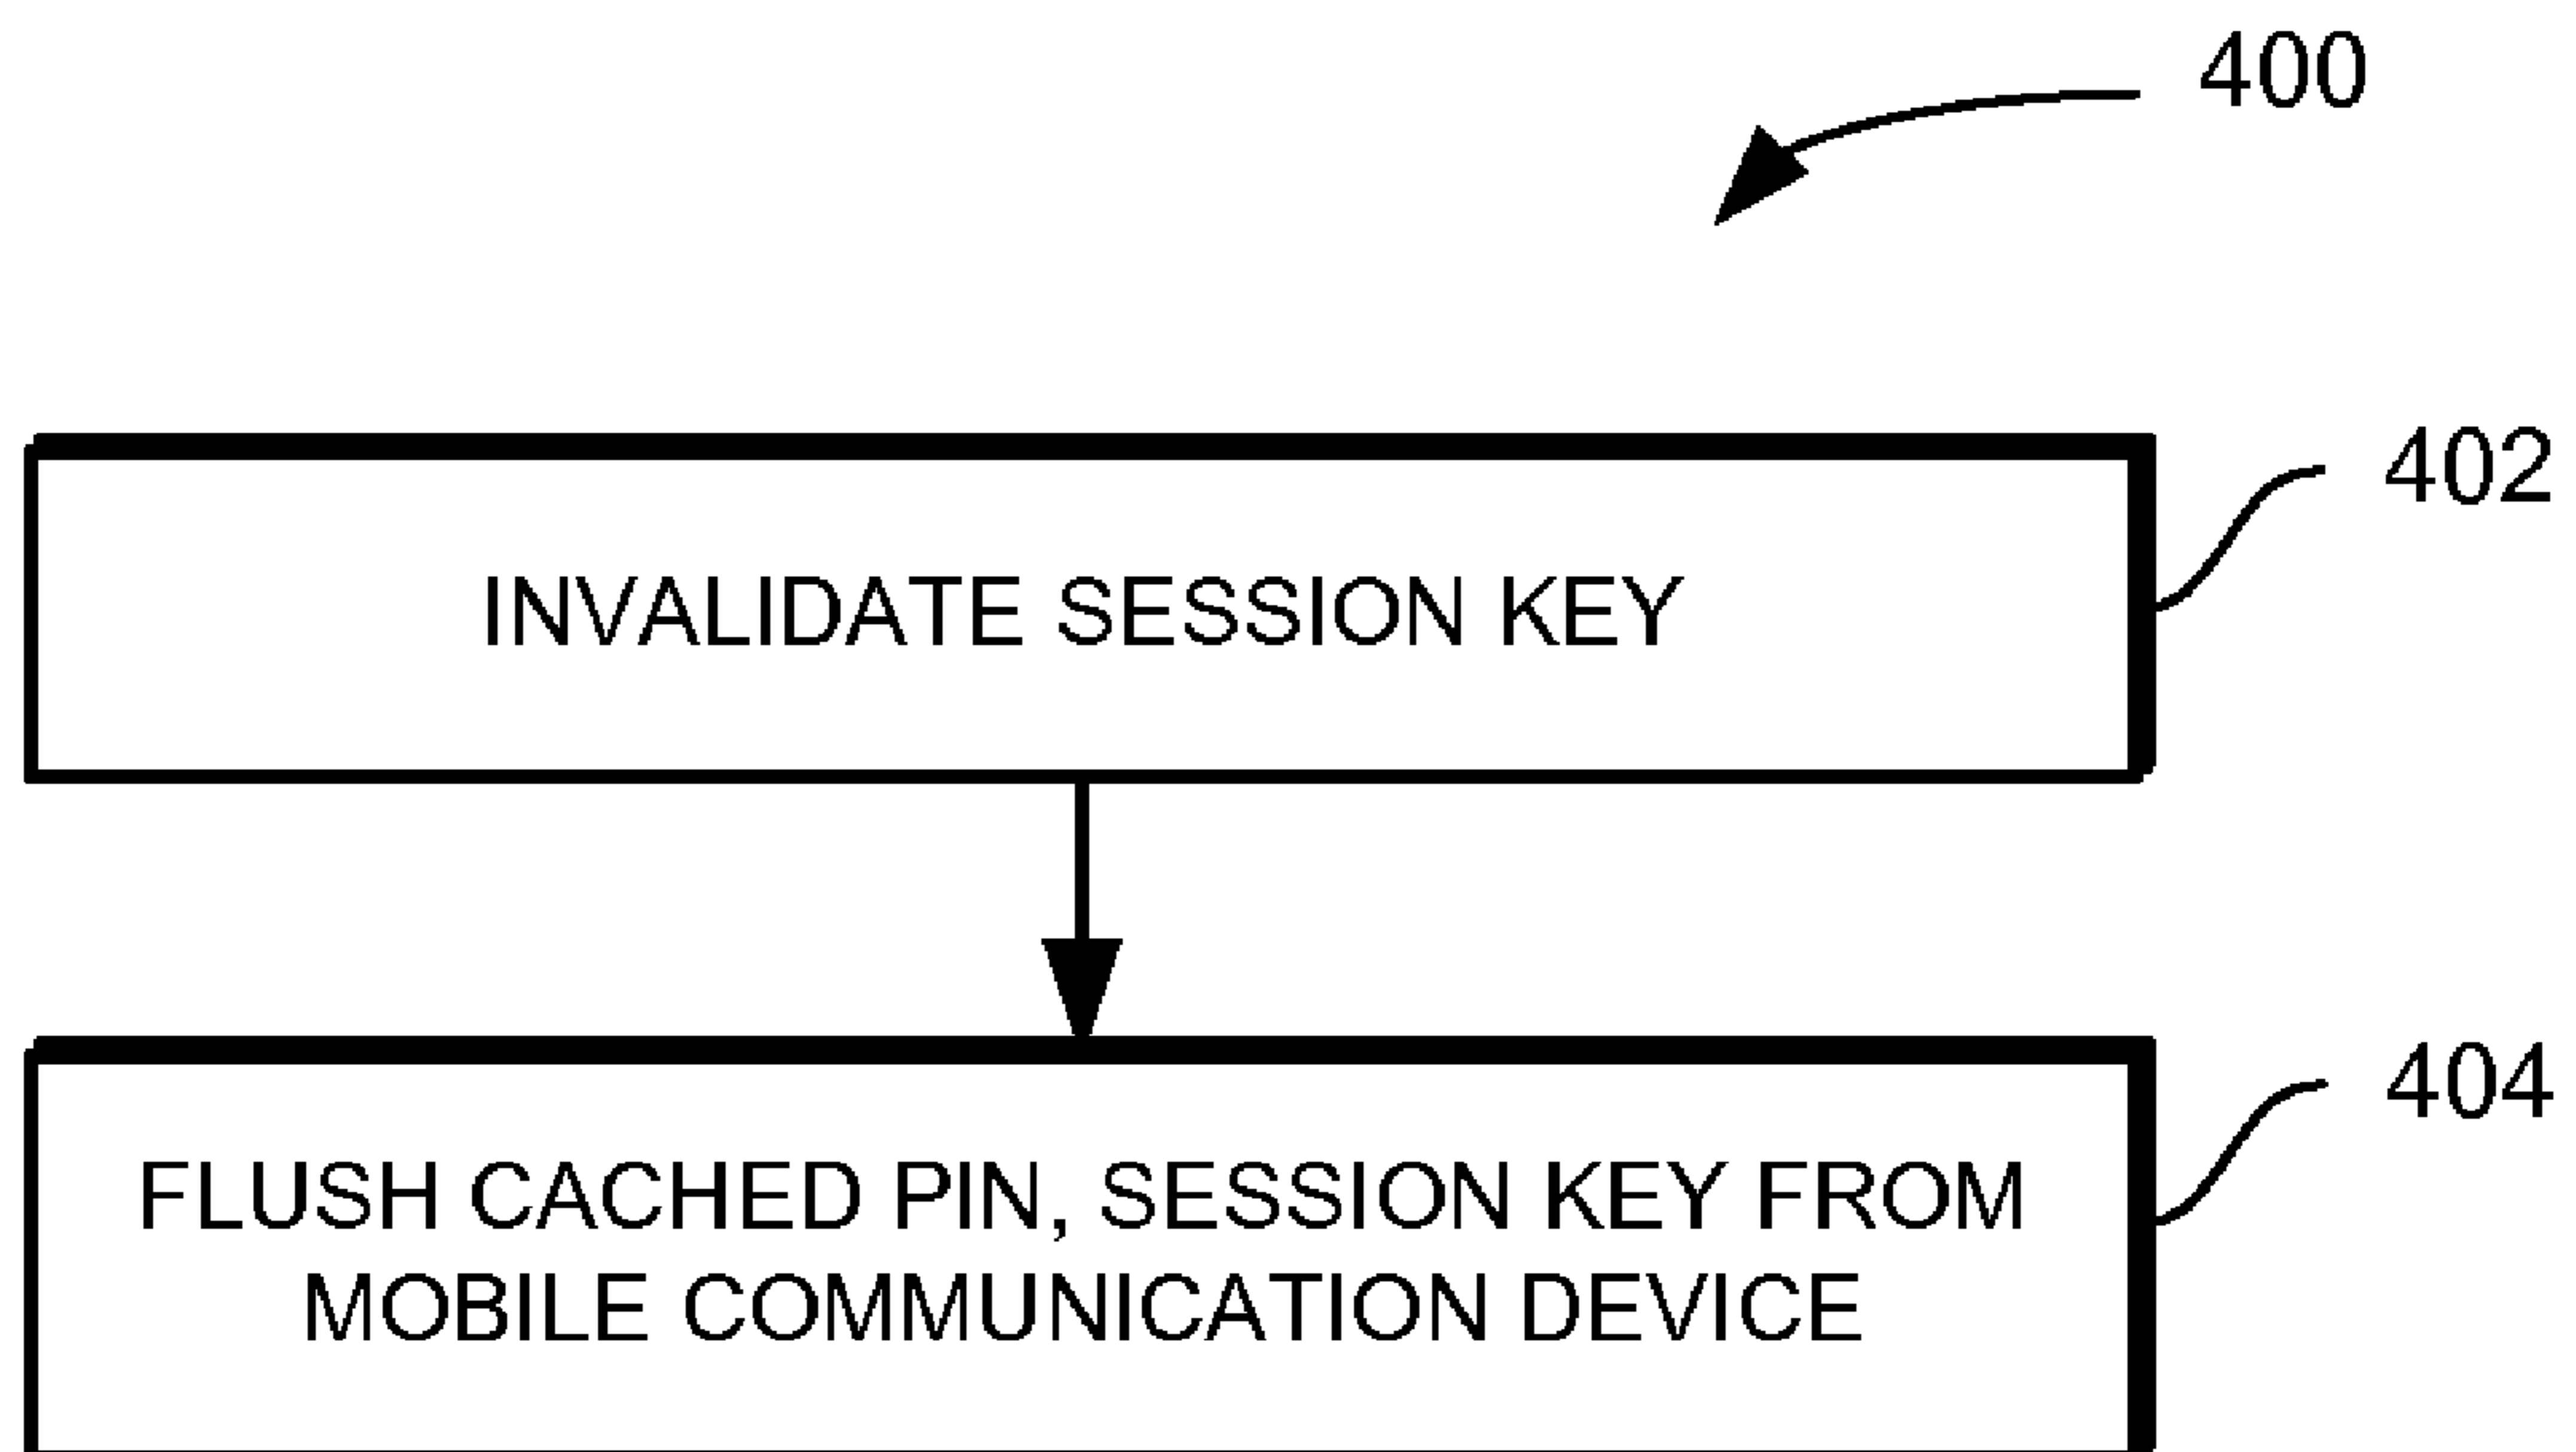 400
402
INVALIDATE SESSION KEY
404
FLUSH CACHED PIN, SESSION KEY FROM
MOBILE COMMUNICATION DEVICE